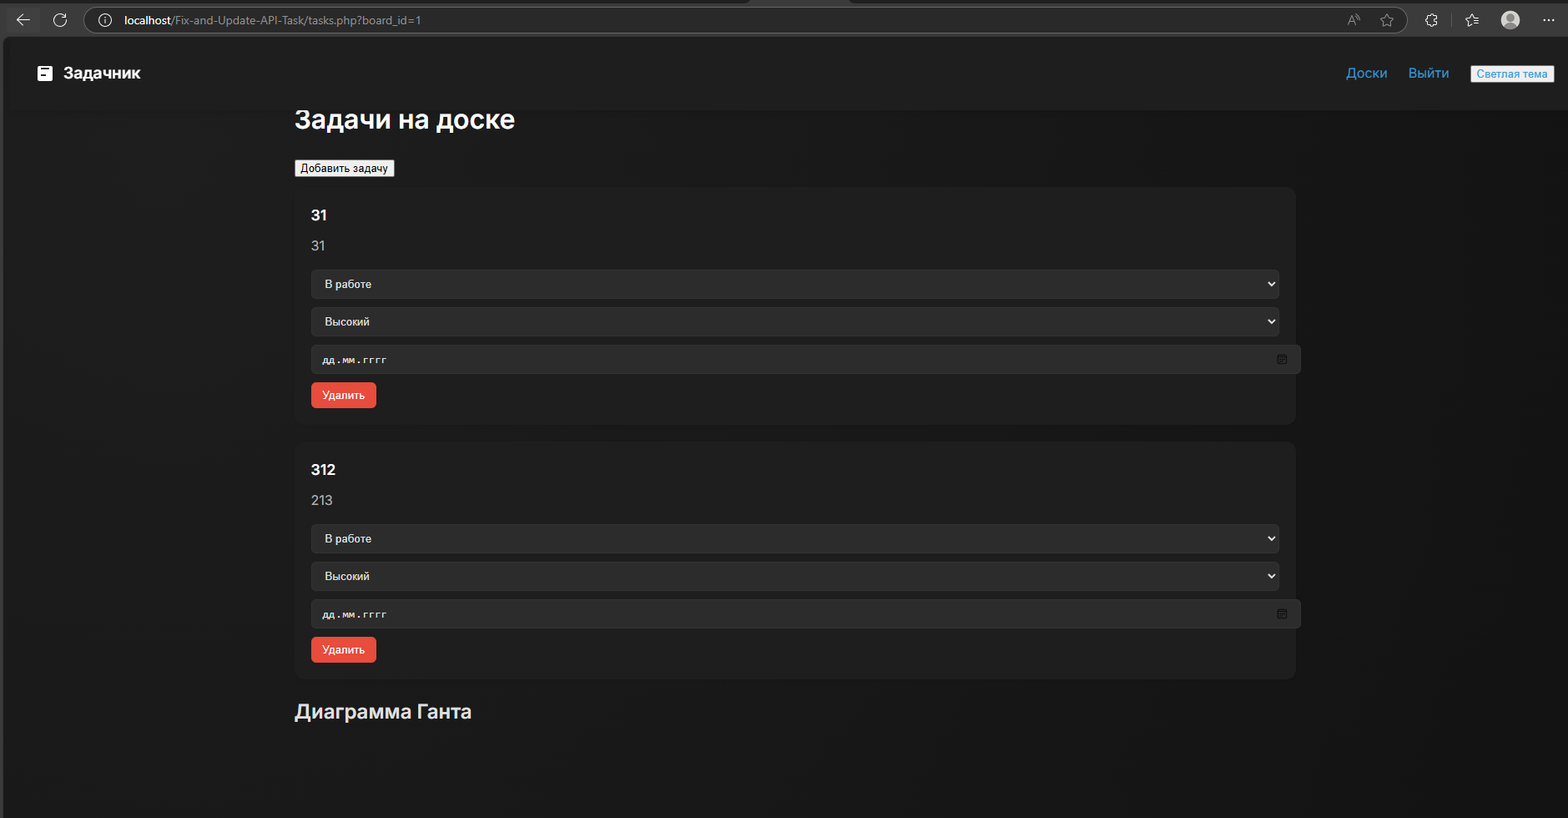 localhost/Fix-and-Update-API-Task/tasks.php?board_id=1
Задачник
Доски Выйти Светлая тема
Задачи на доске
Добавить задачу
31
31
В работе
Высокий
дд.мм.гггг
Удалить
312
213
В работе
Высокий
дд.мм.гггг
Удалить
Диаграмма Ганта